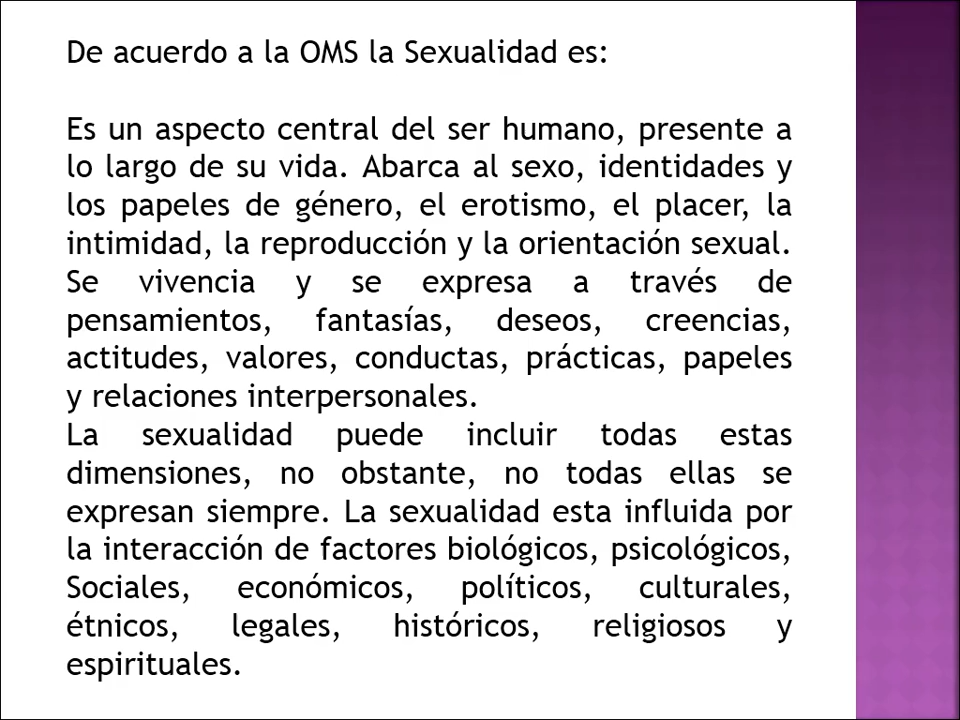 De acuerdo a la OMS la Sexualidad es:
Es un aspecto central del ser humano, presente a
lo largo de su vida. Abarca al sexo, identidades y
los papeles de género, el erotismo, el placer, la
intimidad, la reproducción y la orientación sexual.
Se vivencia y se expresa a través de
pensamientos, fantasías, deseos, creencias,
actitudes, valores, conductas, prácticas, papeles
y relaciones interpersonales.
La sexualidad puede incluir todas estas
dimensiones, no obstante, no todas ellas se
expresan siempre. La sexualidad esta influida por
la interacción de factores biológicos, psicológicos,
Sociales, económicos, políticos, culturales,
étnicos, legales, históricos, religiosos y
espirituales.